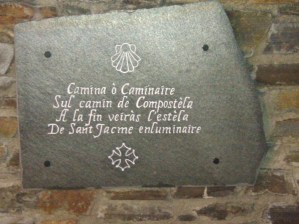 Camina ò Caminaire
Sul camin de Compostèla
A la fin veiràs l'estèla
De Sant Jacme enluminaire